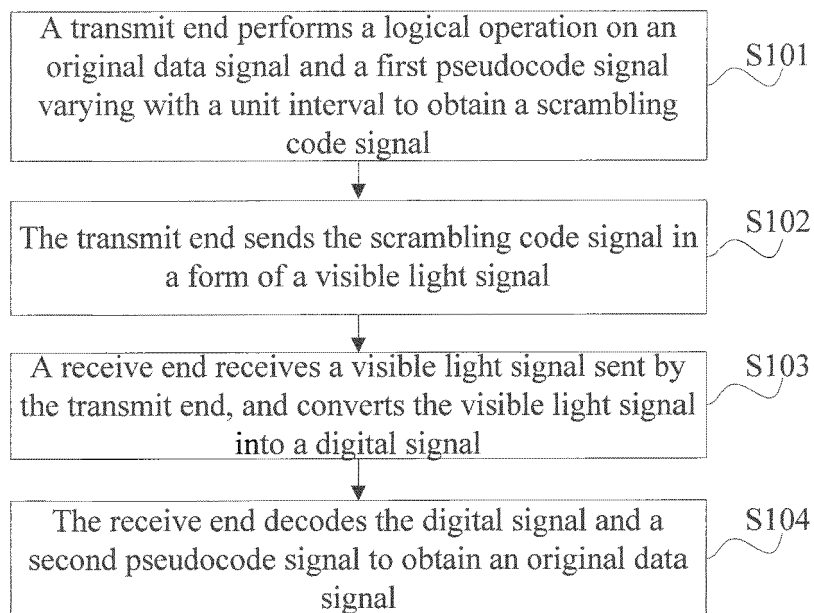 A transmit end performs a logical operation on an
original data signal and a first pseudocode signal
varying with a unit interval to obtain a scrambling
code signal
S101
The transmit end sends the scrambling code signal in
a form of a visible light signal
S102
A receive end receives a visible light signal sent by
the transmit end, and converts the visible light signal
into a digital signal
S103
The receive end decodes the digital signal and a
second pseudocode signal to obtain an original data
signal
S104